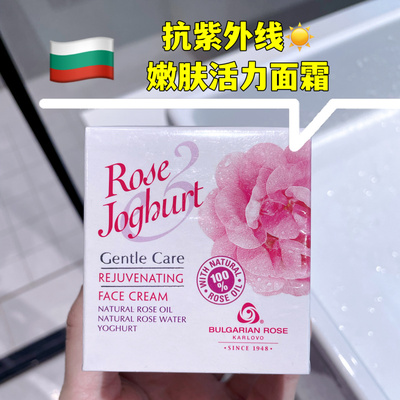 抗紫外线☀️
嫩肤活力面霜
Rose
&
Joghurt
Gentle Care
REJUVENATING
FACE CREAM
NATURAL ROSE OIL
NATURAL ROSE WATER
YOGHURT
WITH NATURAL
100%
ROSE OIL
BULGARIAN ROSE
KARLOVO
• SINCE 1948 •